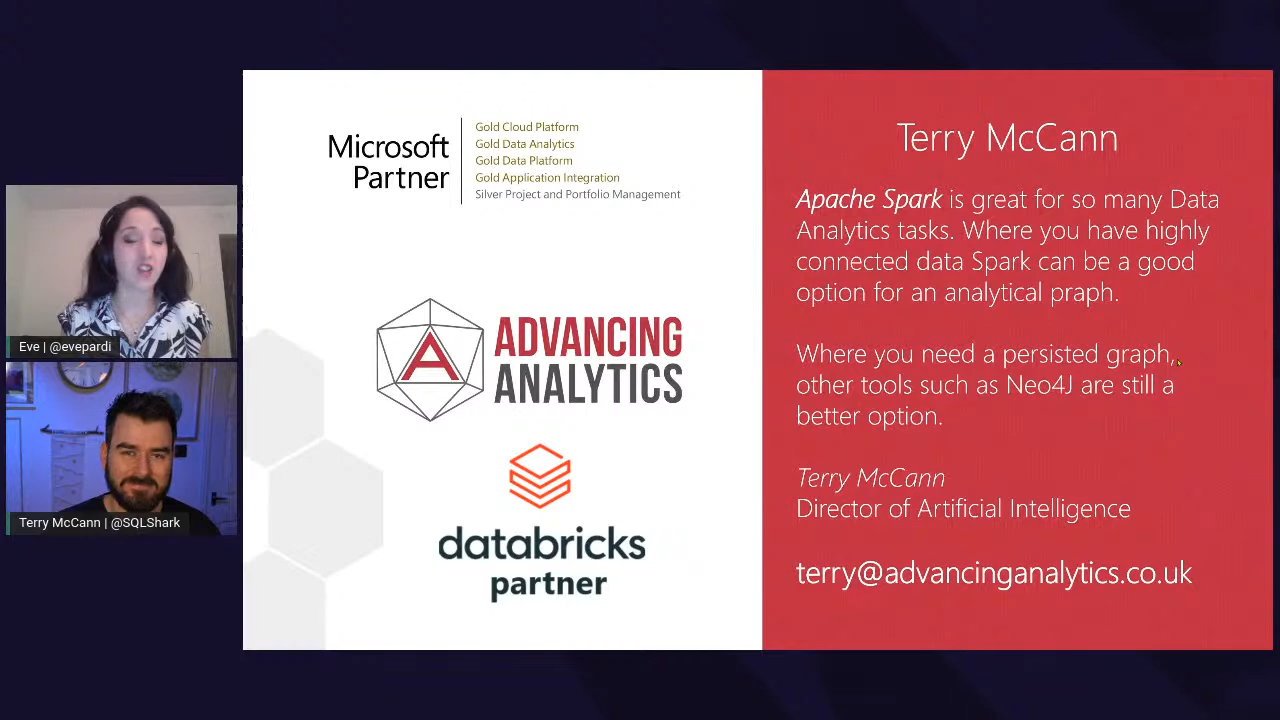 Microsoft
Partner
Gold Cloud Platform
Gold Data Analytics
Gold Data Platform
Gold Application Integration
Silver Project and Portfolio Management
Eve | @evepardi
Terry McCann | @SQLShark
A
ADVANCING
ANALYTICS
databricks
partner
Terry McCann
Apache Spark is great for so many Data
Analytics tasks. Where you have highly
connected data Spark can be a good
option for an analytical praph.
Where you need a persisted graph,
other tools such as Neo4J are still a
better option.
Terry McCann
Director of Artificial Intelligence
terry@advancinganalytics.co.uk